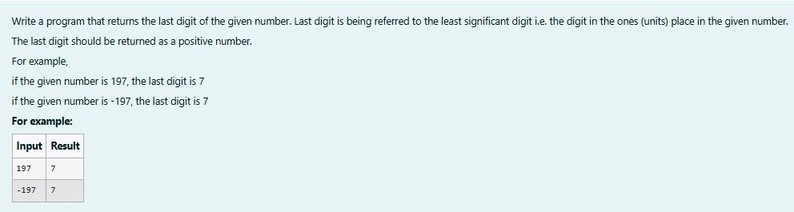 Write a program that returns the last digit of the given number. Last digit is being referred to the least significant digit i.e. the digit in the ones (units) place in the given number.
The last digit should be returned as a positive number.
For example,
if the given number is 197, the last digit is 7
if the given number is -197, the last digit is 7
For example:
Input Result
197 7
-197 7